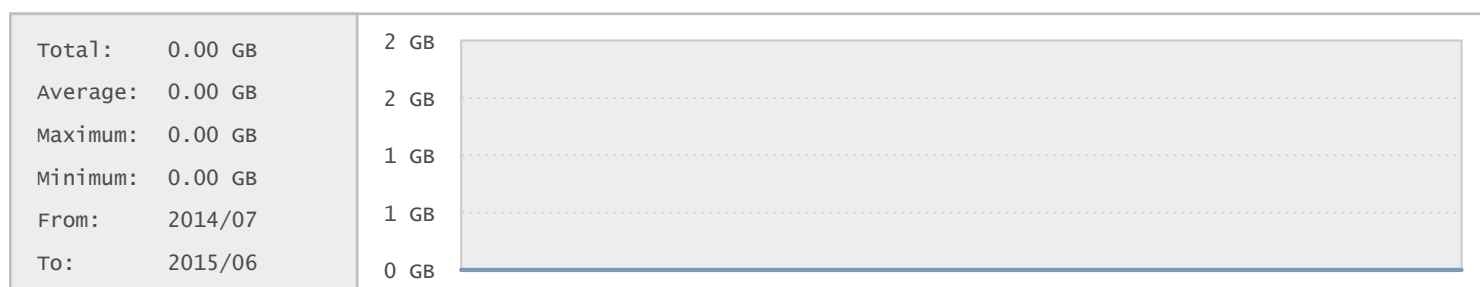 Total: 0.00 GB
Average: 0.00 GB
Maximum: 0.00 GB
Minimum: 0.00 GB
From: 2014/07
To: 2015/06
2 GB
2 GB
1 GB
1 GB
0 GB